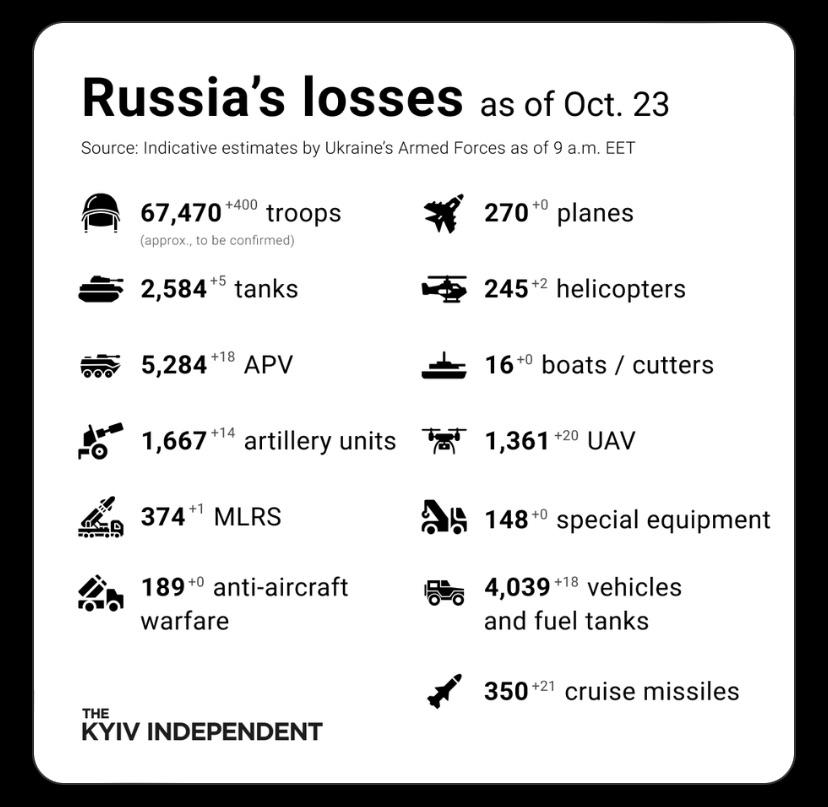 Russia's losses as of Oct. 23
Source: Indicative estimates by Ukraine's Armed Forces as of 9 a.m. EET
67,470 +400 troops
(approx., to be confirmed)
2,584 +5 tanks
5,284 +18 APV
1,667 +14 artillery units
374 +1 MLRS
189 +0 anti-aircraft
warfare
270 +0 planes
245 +2 helicopters
16 +0 boats / cutters
1,361 +20 UAV
148 +0 special equipment
4,039 +18 vehicles
and fuel tanks
350 +21 cruise missiles
THE
KYIV INDEPENDENT